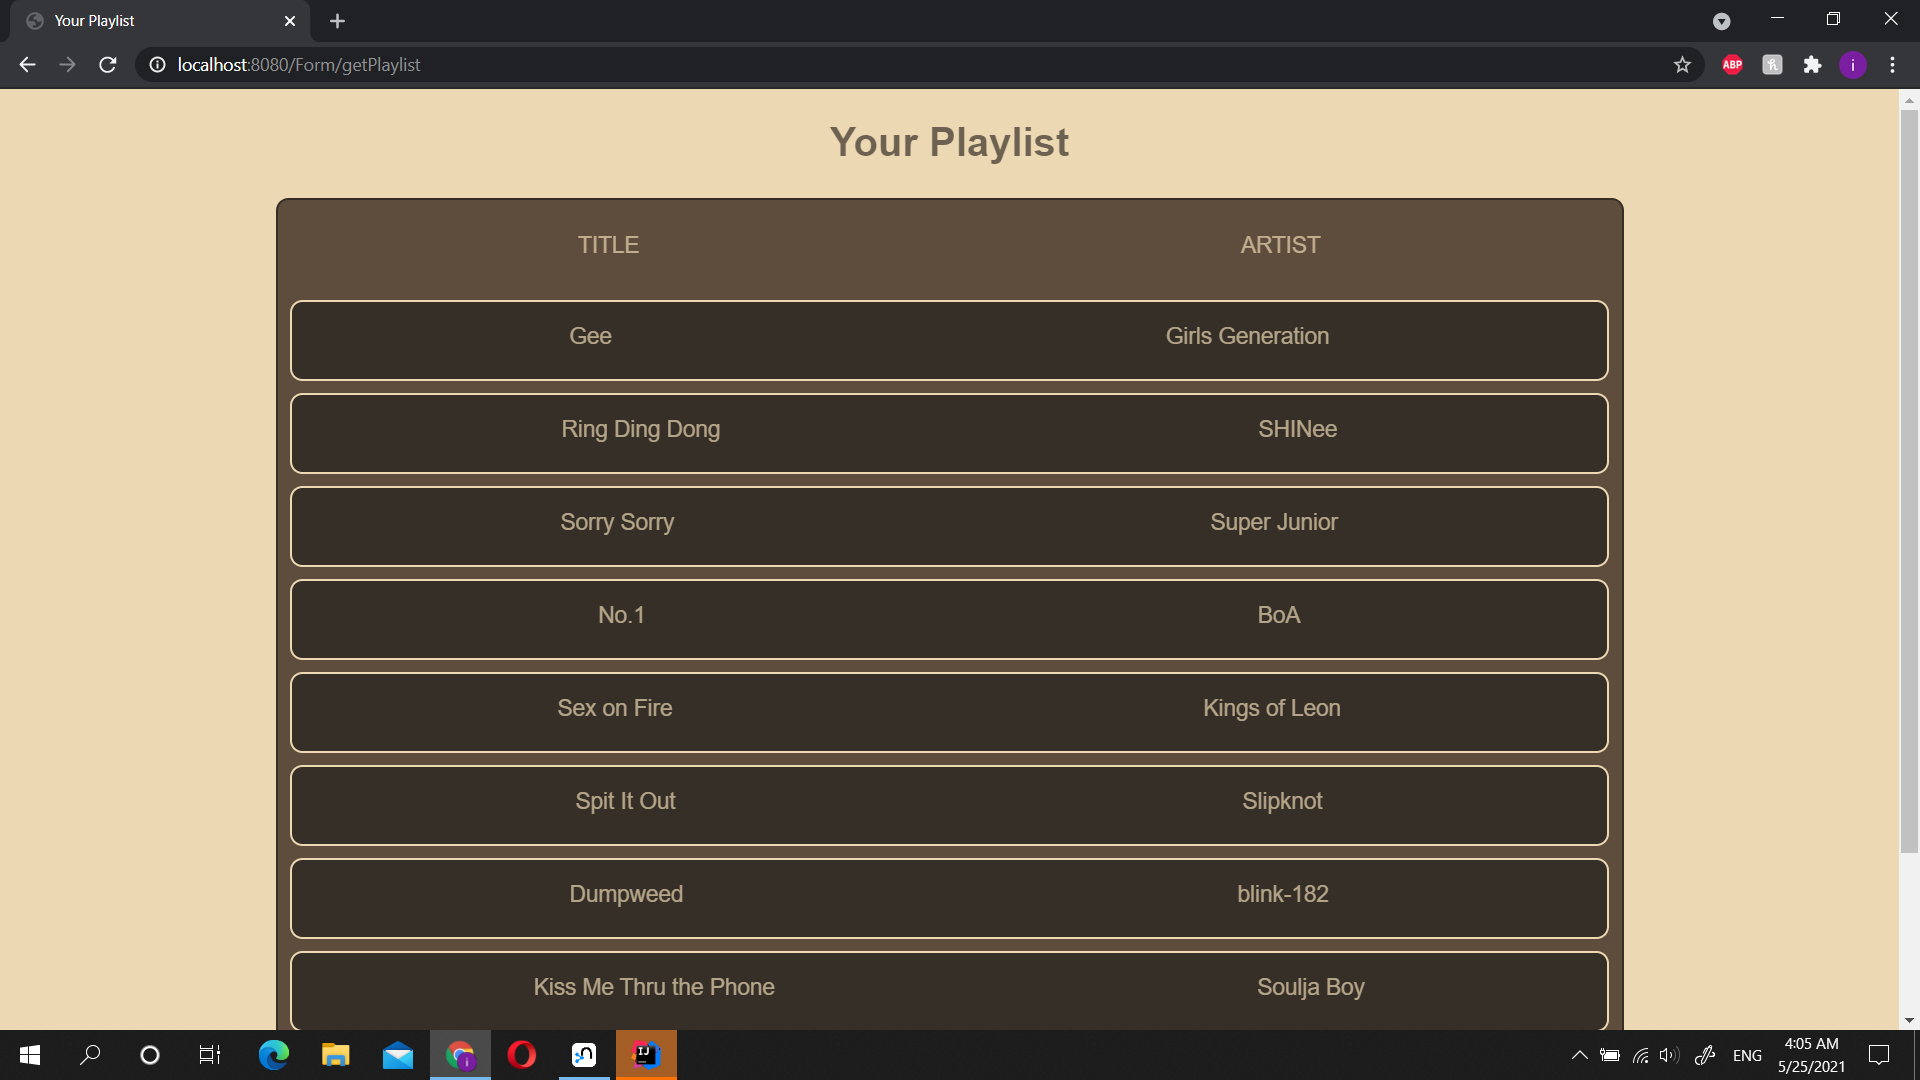 Your Playlist
localhost:8080/Form/getPlaylist
ABP
i
Your Playlist
TITLE ARTIST
Gee Girls Generation
Ring Ding Dong SHINee
Sorry Sorry Super Junior
No.1 BoA
Sex on Fire Kings of Leon
Spit It Out Slipknot
Dumpweed blink-182
Kiss Me Thru the Phone Soulja Boy
i
IJ
ENG
4:05 AM
5/25/2021